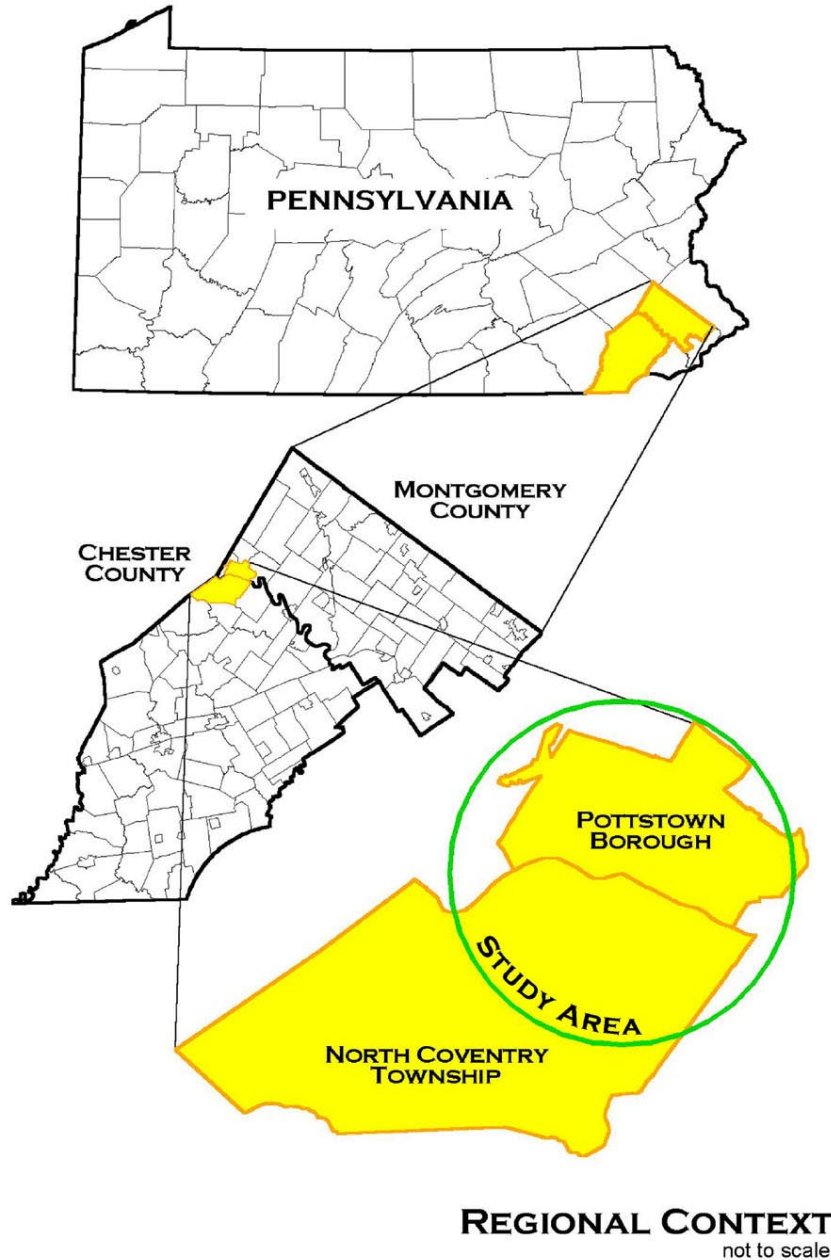 PENNSYLVANIA
MONTGOMERY
COUNTY
CHESTER
COUNTY
POTTSTOWN
BOROUGH
STUDY AREA
NORTH COVENTRY
TOWNSHIP
REGIONAL CONTEXT
not to scale